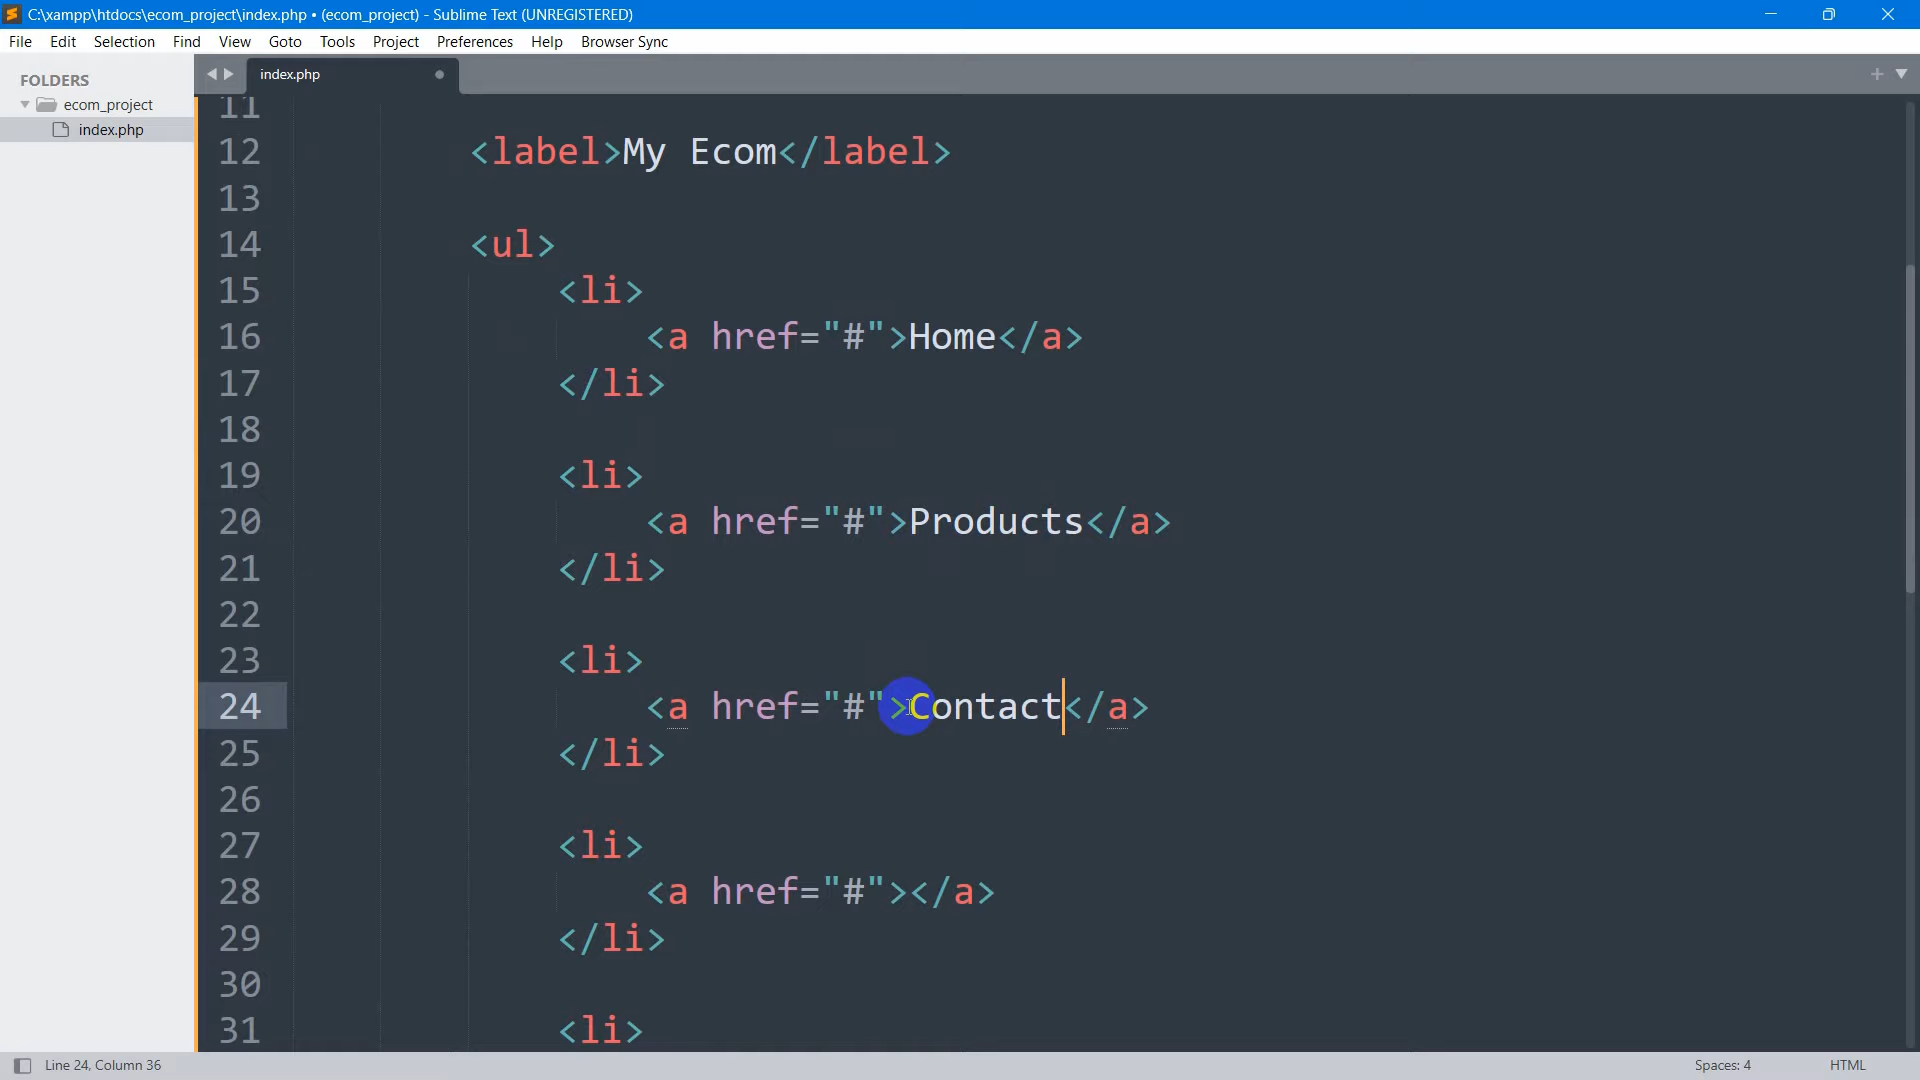 C:\xampp\htdocs\ecom_project\index.php • (ecom_project) - Sublime Text (UNREGISTERED)
File Edit Selection Find View Goto Tools Project Preferences Help Browser Sync
FOLDERS
ecom_project
index.php
index.php
11
12 <label>My Ecom</label>
13
14 <ul>
15 <li>
16 <a href="#">Home</a>
17 </li>
18
19 <li>
20 <a href="#">Products</a>
21 </li>
22
23 <li>
24 <a href="#">Contact</a>
25 </li>
26
27 <li>
28 <a href="#"></a>
29 </li>
30
31 <li>
Line 24, Column 36
Spaces: 4
HTML